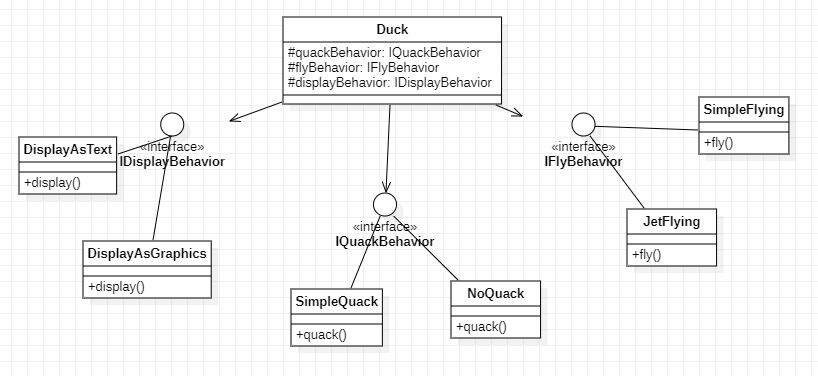 Duck
#quackBehavior: IQuackBehavior
#flyBehavior: IFlyBehavior
#displayBehavior: IDisplayBehavior
DisplayAsText
+display()
«interface»
IDisplayBehavior
DisplayAsGraphics
+display()
«interface»
IQuackBehavior
SimpleQuack
+quack()
NoQuack
+quack()
«interface»
IFlyBehavior
SimpleFlying
+fly()
JetFlying
+fly()